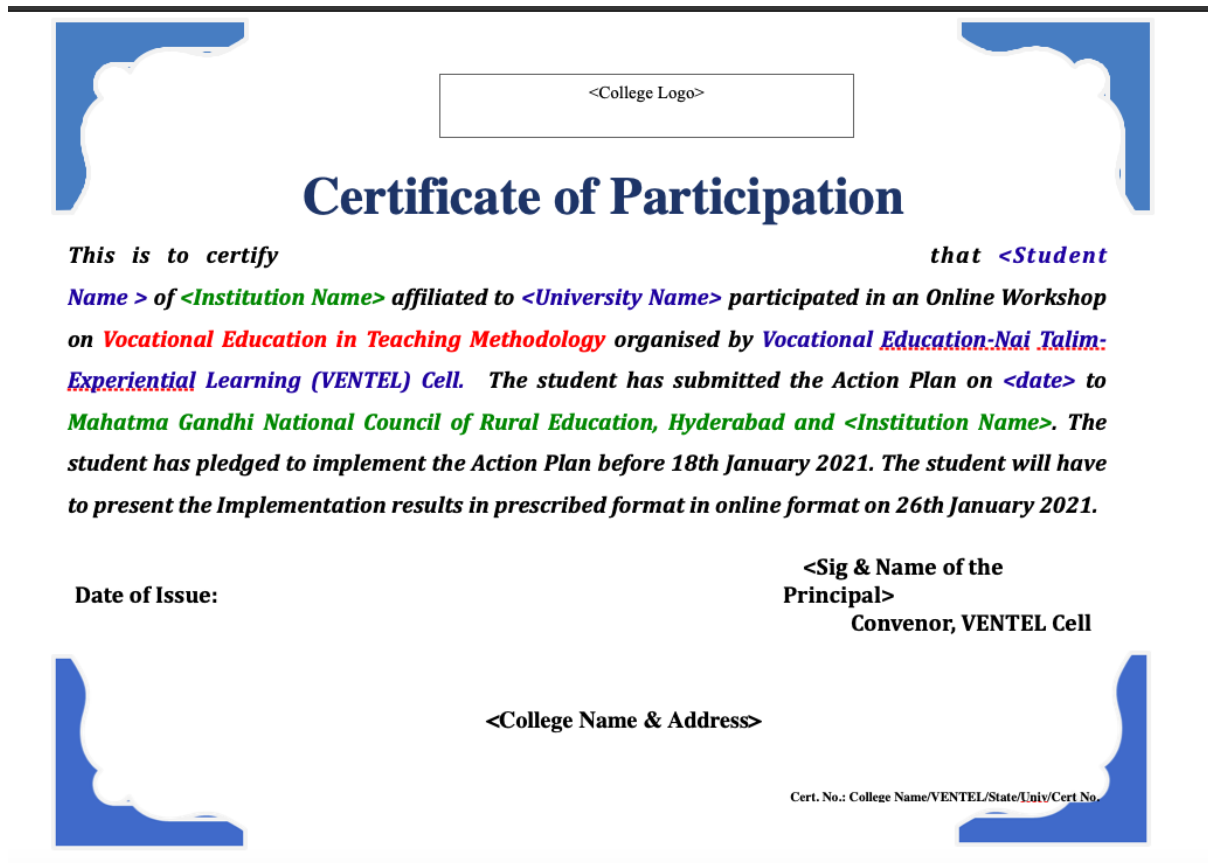 <College Logo>
Certificate of Participation
This is to certify that <Student
Name > of <Institution Name> affiliated to <University Name> participated in an Online Workshop
on Vocational Education in Teaching Methodology organised by Vocational Education-Nai Talim-
Experiential Learning (VENTEL) Cell. The student has submitted the Action Plan on <date> to
Mahatma Gandhi National Council of Rural Education, Hyderabad and <Institution Name>. The
student has pledged to implement the Action Plan before 18th January 2021. The student will have
to present the Implementation results in prescribed format in online format on 26th January 2021.
<Sig & Name of the
Date of Issue: Principal>
Convenor, VENTEL Cell
<College Name & Address>
Cert. No.: College Name/VENTEL/State/Univ/Cert No.